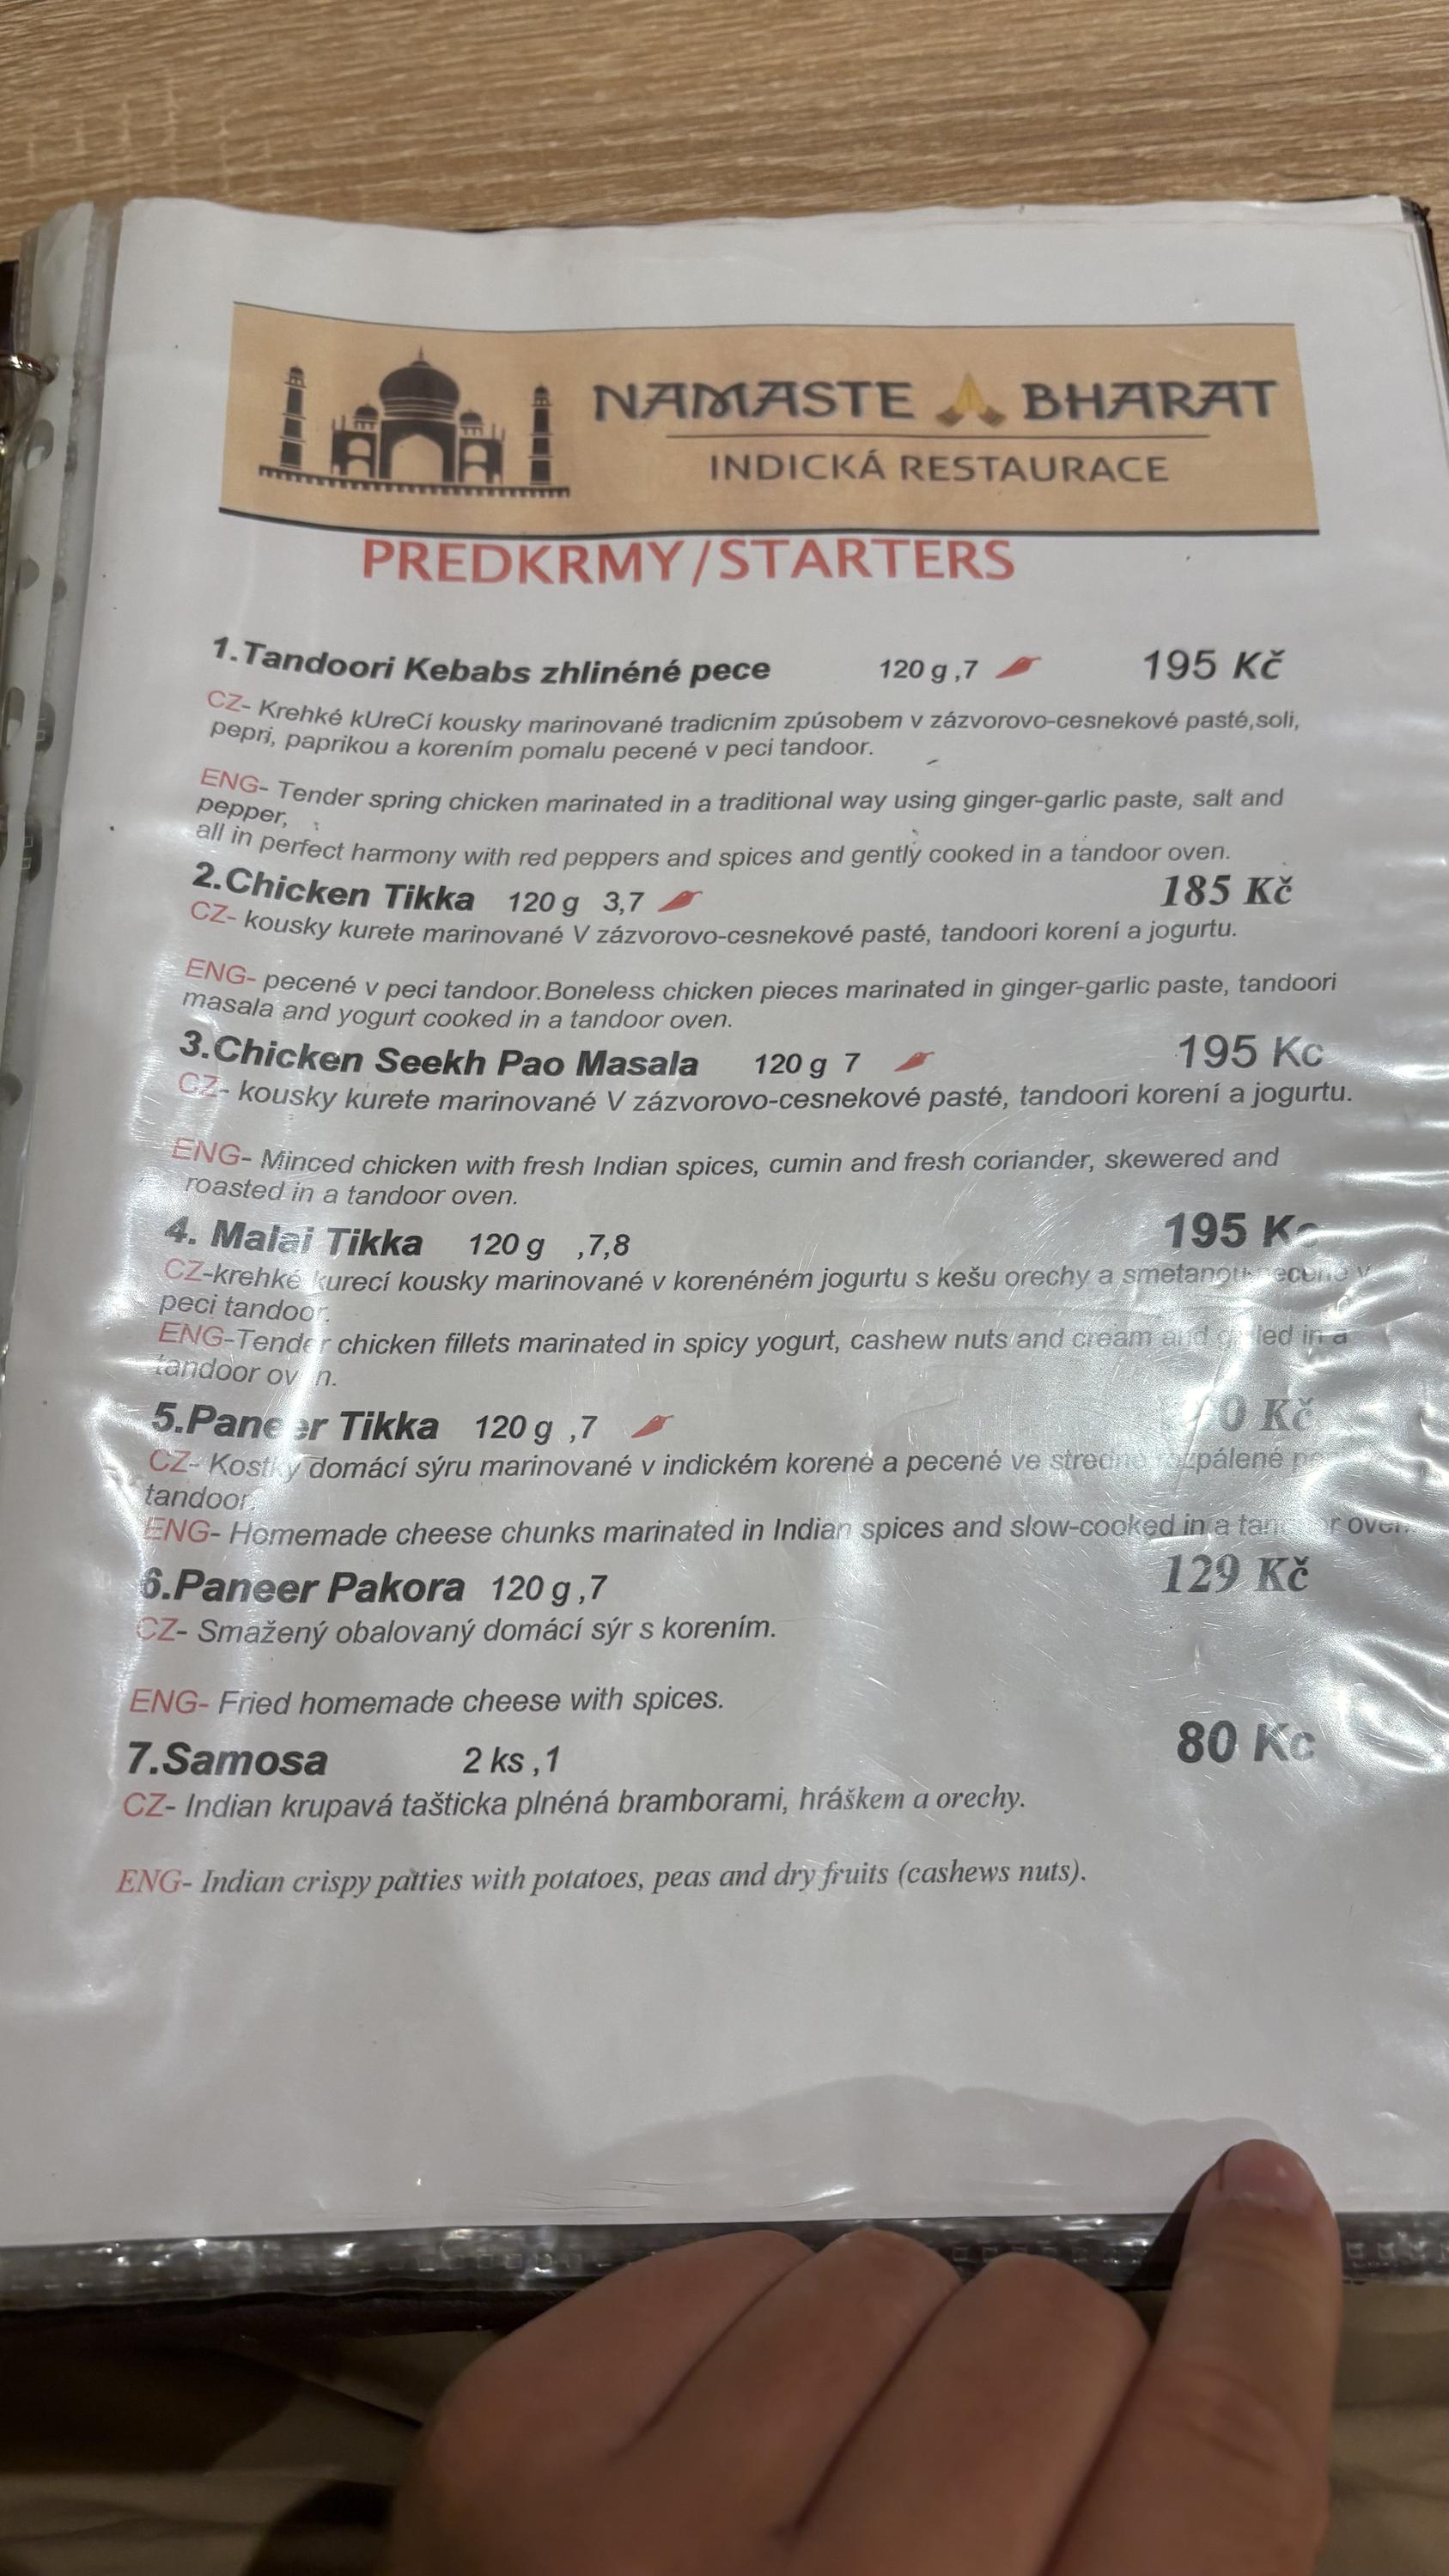 NAMASTE BHARAT
INDICKÁ RESTAURACE
PREDKRMY/STARTERS
1.Tandoori Kebabs zhlinéné pece 120 g ,7 195 Kč
CZ- Krehké kUreCí kousky marinované tradicním zpúsobem v zázvorovo-cesnekové pasté,soli,
pepri, paprikou a korením pomalu pecené v peci tandoor.
ENG- Tender spring chicken marinated in a traditional way using ginger-garlic paste, salt and
pepper,
all in perfect harmony with red peppers and spices and gently cooked in a tandoor oven.
2.Chicken Tikka 120 g 3,7 185 Kč
CZ- kousky kurete marinované V zázvorovo-cesnekové pasté, tandoori korení a jogurtu.
ENG- pecené v peci tandoor.Boneless chicken pieces marinated in ginger-garlic paste, tandoori
masala and yogurt cooked in a tandoor oven.
3.Chicken Seekh Pao Masala 120 g 7 195 Kc
CZ- kousky kurete marinované V zázvorovo-cesnekové pasté, tandoori korení a jogurtu.
ENG- Minced chicken with fresh Indian spices, cumin and fresh coriander, skewered and
roasted in a tandoor oven.
4. Malai Tikka 120 g ,7,8 195 Kc
CZ-krehké kurecí kousky marinované v korenéném jogurtu s kešu orechy a smetanou v
peci tandoor.
ENG-Tender chicken fillets marinated in spicy yogurt, cashew nuts and cream and in a
tandoor oven.
5.Paneer Tikka 120 g ,7 Kč
CZ- Kostky domácí sýru marinované v indickém korené a pecené ve
tandoor.
ENG- Homemade cheese chunks marinated in Indian spices and slow-cooked in a tandoor oven.
6.Paneer Pakora 120 g ,7 129 Kč
CZ- Smažený obalovaný domácí sýr s korením.
ENG- Fried homemade cheese with spices.
7.Samosa 2 ks ,1 80 Kc
CZ- Indian krupavá tašticka plnéná bramborami, hráškem a orechy.
ENG- Indian crispy patties with potatoes, peas and dry fruits (cashews nuts).